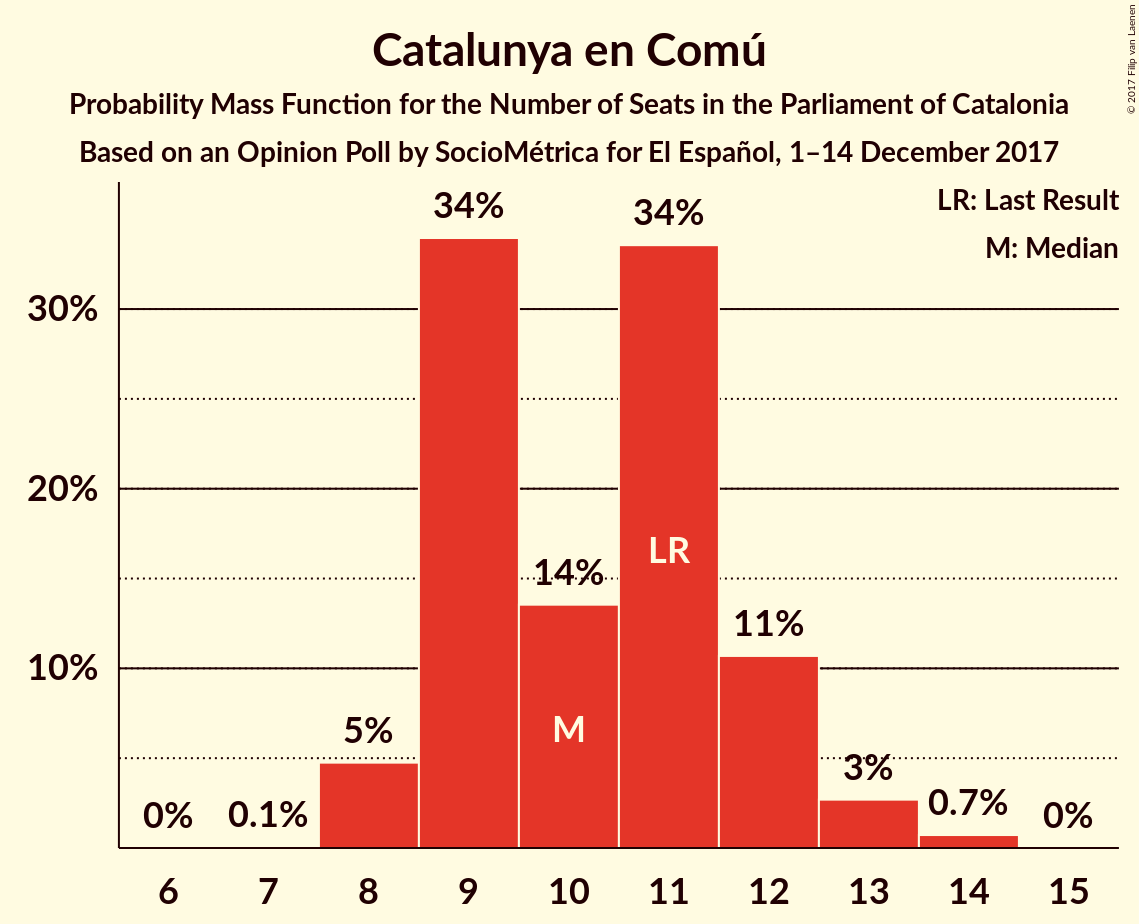 Catalunya en Comú
Probability Mass Function for the Number of Seats in the Parliament of Catalonia
Based on an Opinion Poll by SocioMétrica for El Español, 1–14 December 2017
© 2017 Filip van Laenen
LR: Last Result
M: Median
34%
34%
30%
20%
LR
14%
11%
10%
M
5%
3%
0%
0.1%
0.7%
0%
6 7 8 9 10 11 12 13 14 15